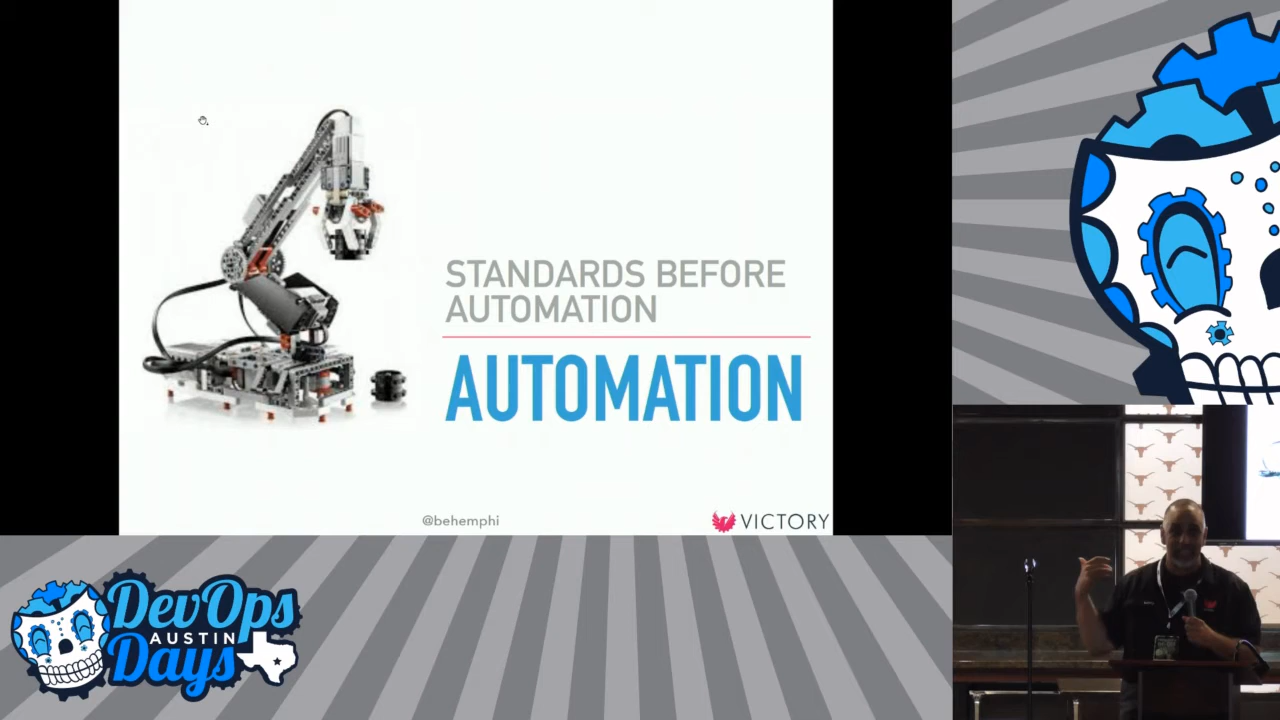 STANDARDS BEFORE
AUTOMATION
AUTOMATION
@behemphi
VICTORY
DevOps
AUSTIN
Days